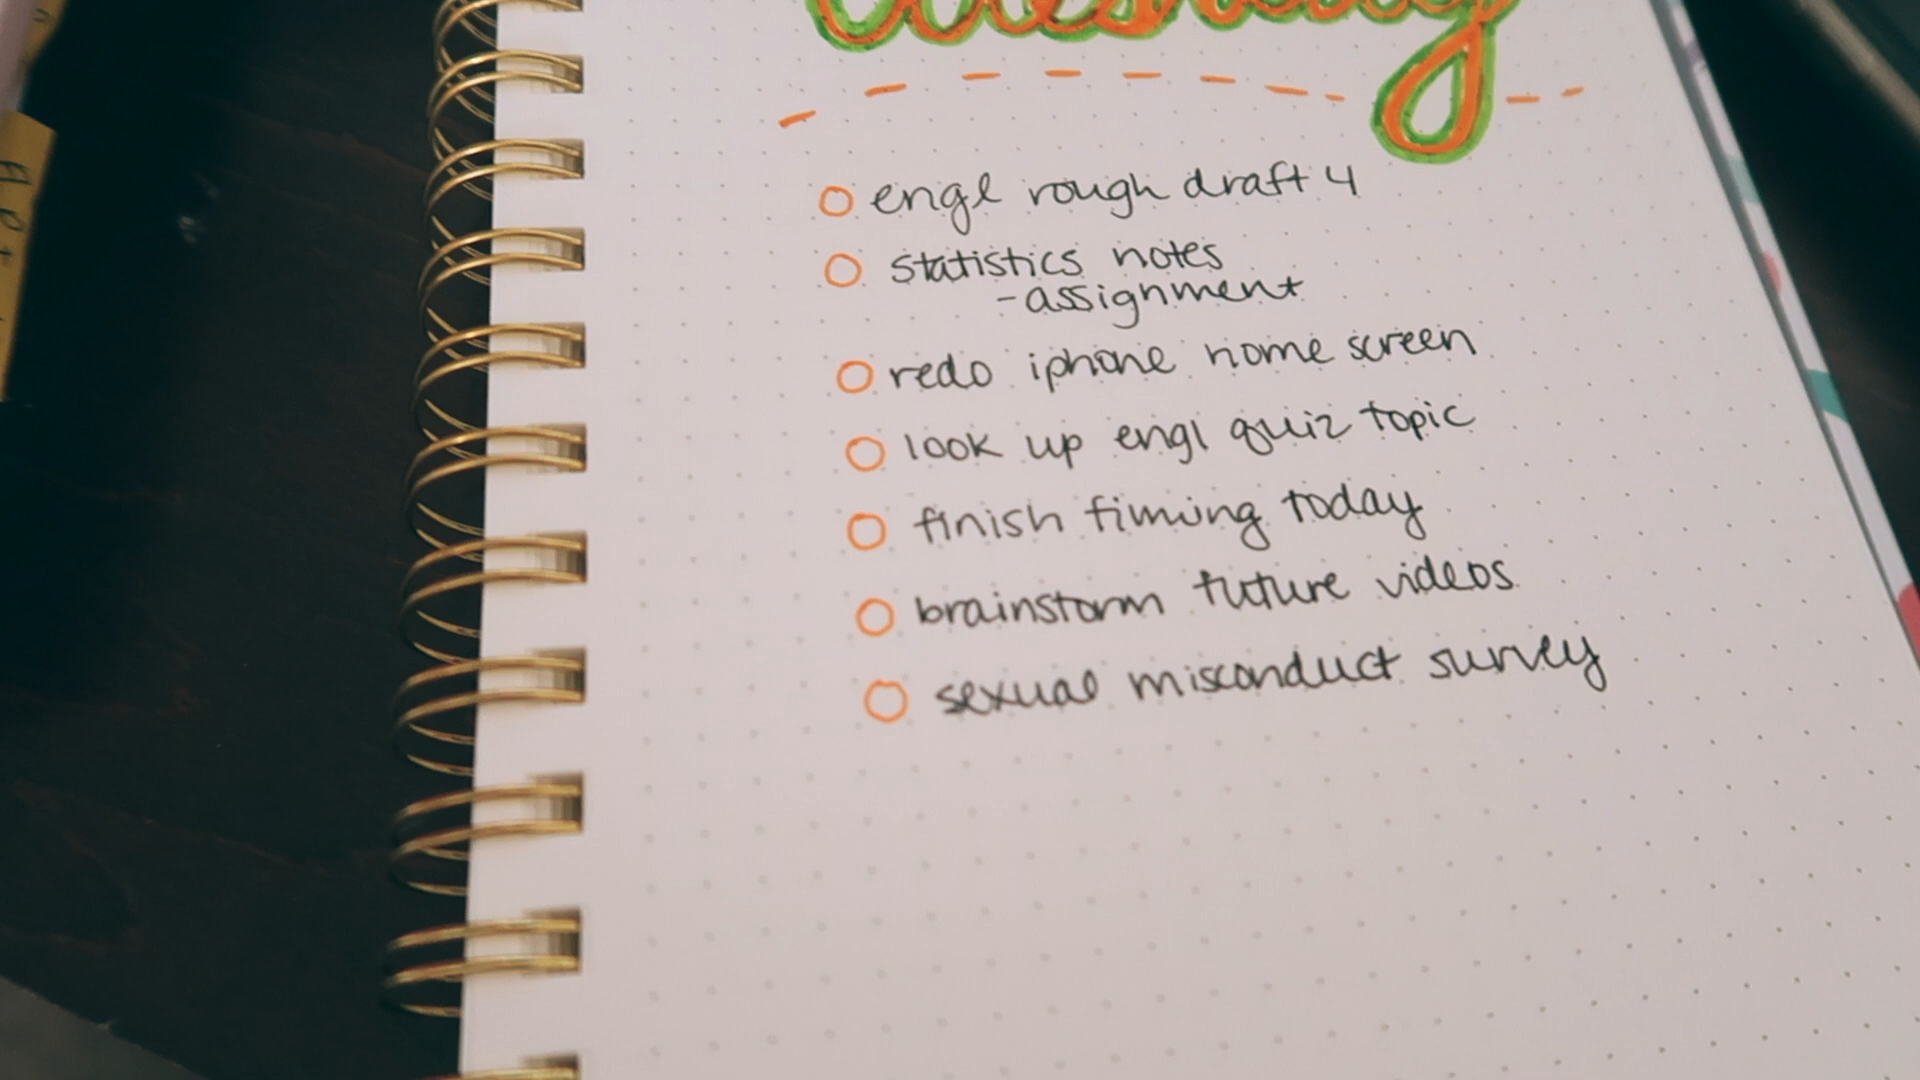 engl rough draft 4
statistics notes
-assignment
redo iphone home screen
look up engl quiz topic
finish filming today
brainstorm future videos
sexual misconduct survey